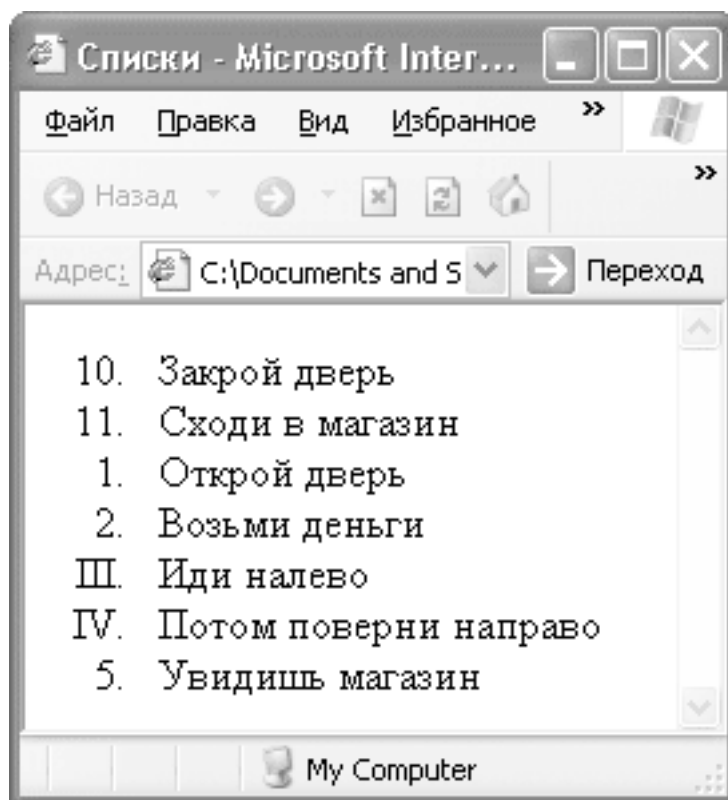 Списки - Microsoft Inter...
Файл Правка Вид Избранное »
Назад »
Адрес: C:\Documents and S Переход
10. Закрой дверь
11. Сходи в магазин
1. Открой дверь
2. Возьми деньги
III. Иди налево
IV. Потом поверни направо
5. Увидишь магазин
My Computer